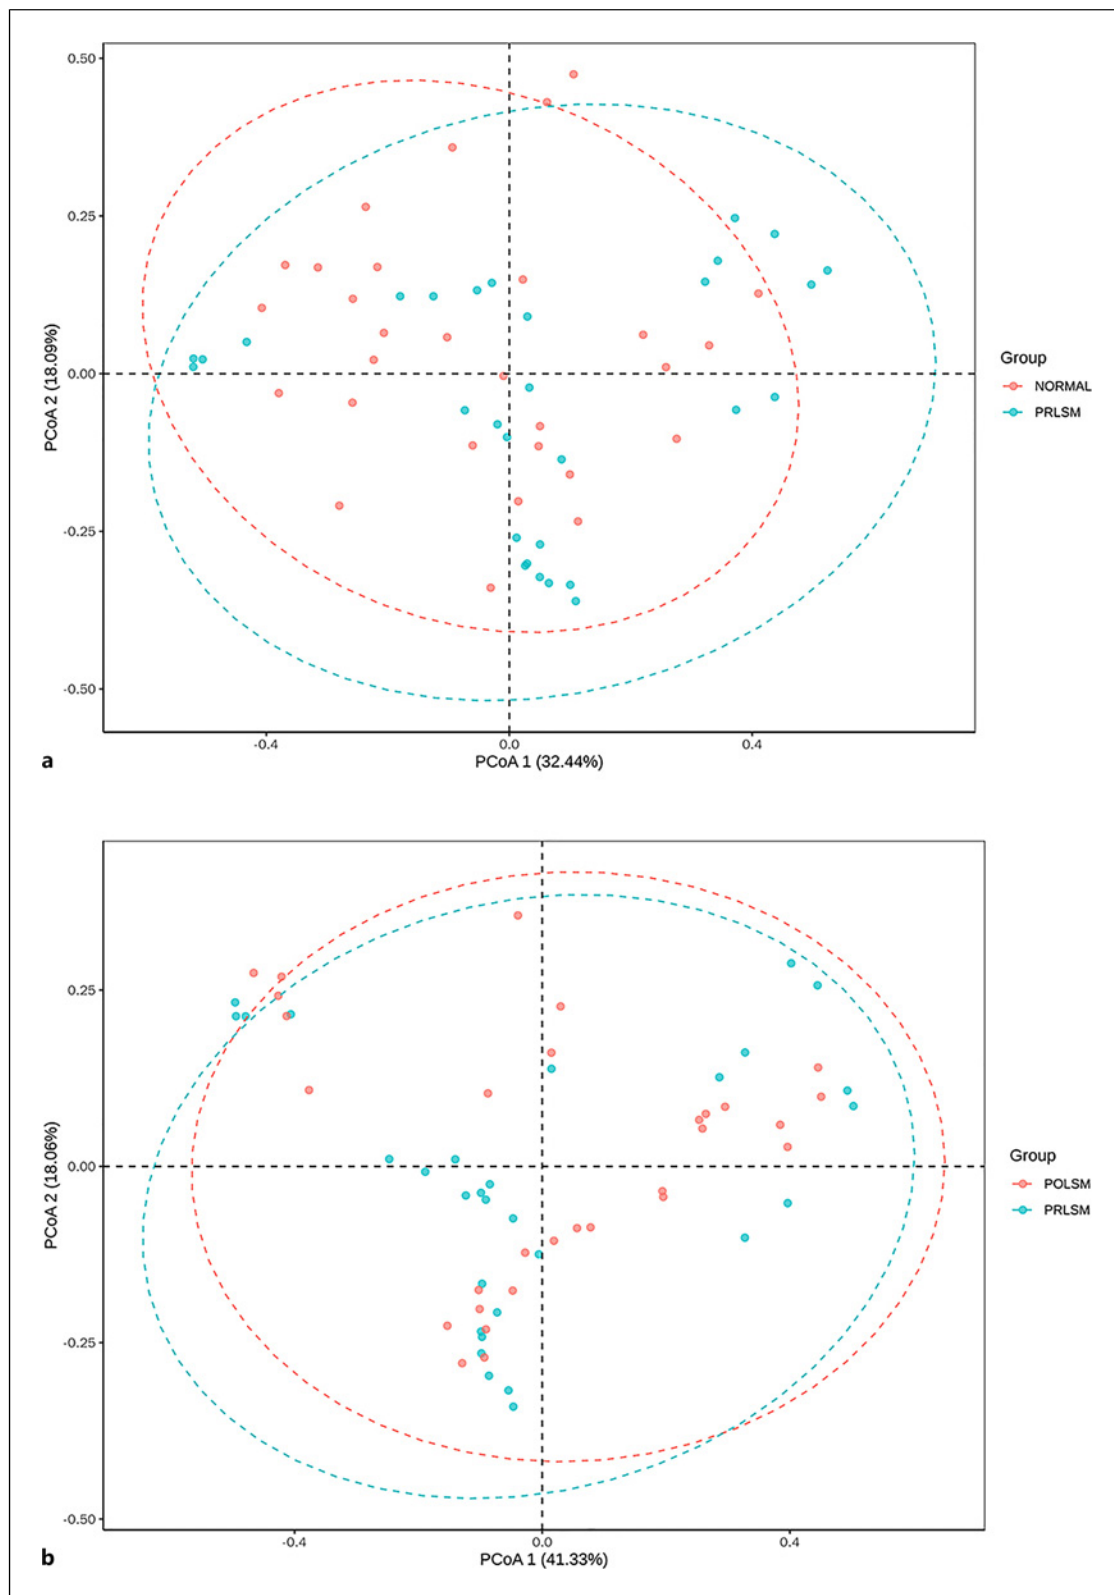 0.50
0.25
0.00
-0.25
-0.50
PCoA 2 (18.09%)
-0.4
0.0
0.4
PCoA 1 (32.44%)
Group
NORMAL
PRLSM
a
0.25
0.00
-0.25
-0.50
PCoA 2 (18.06%)
-0.4
0.0
0.4
PCoA 1 (41.33%)
Group
POLSM
PRLSM
b